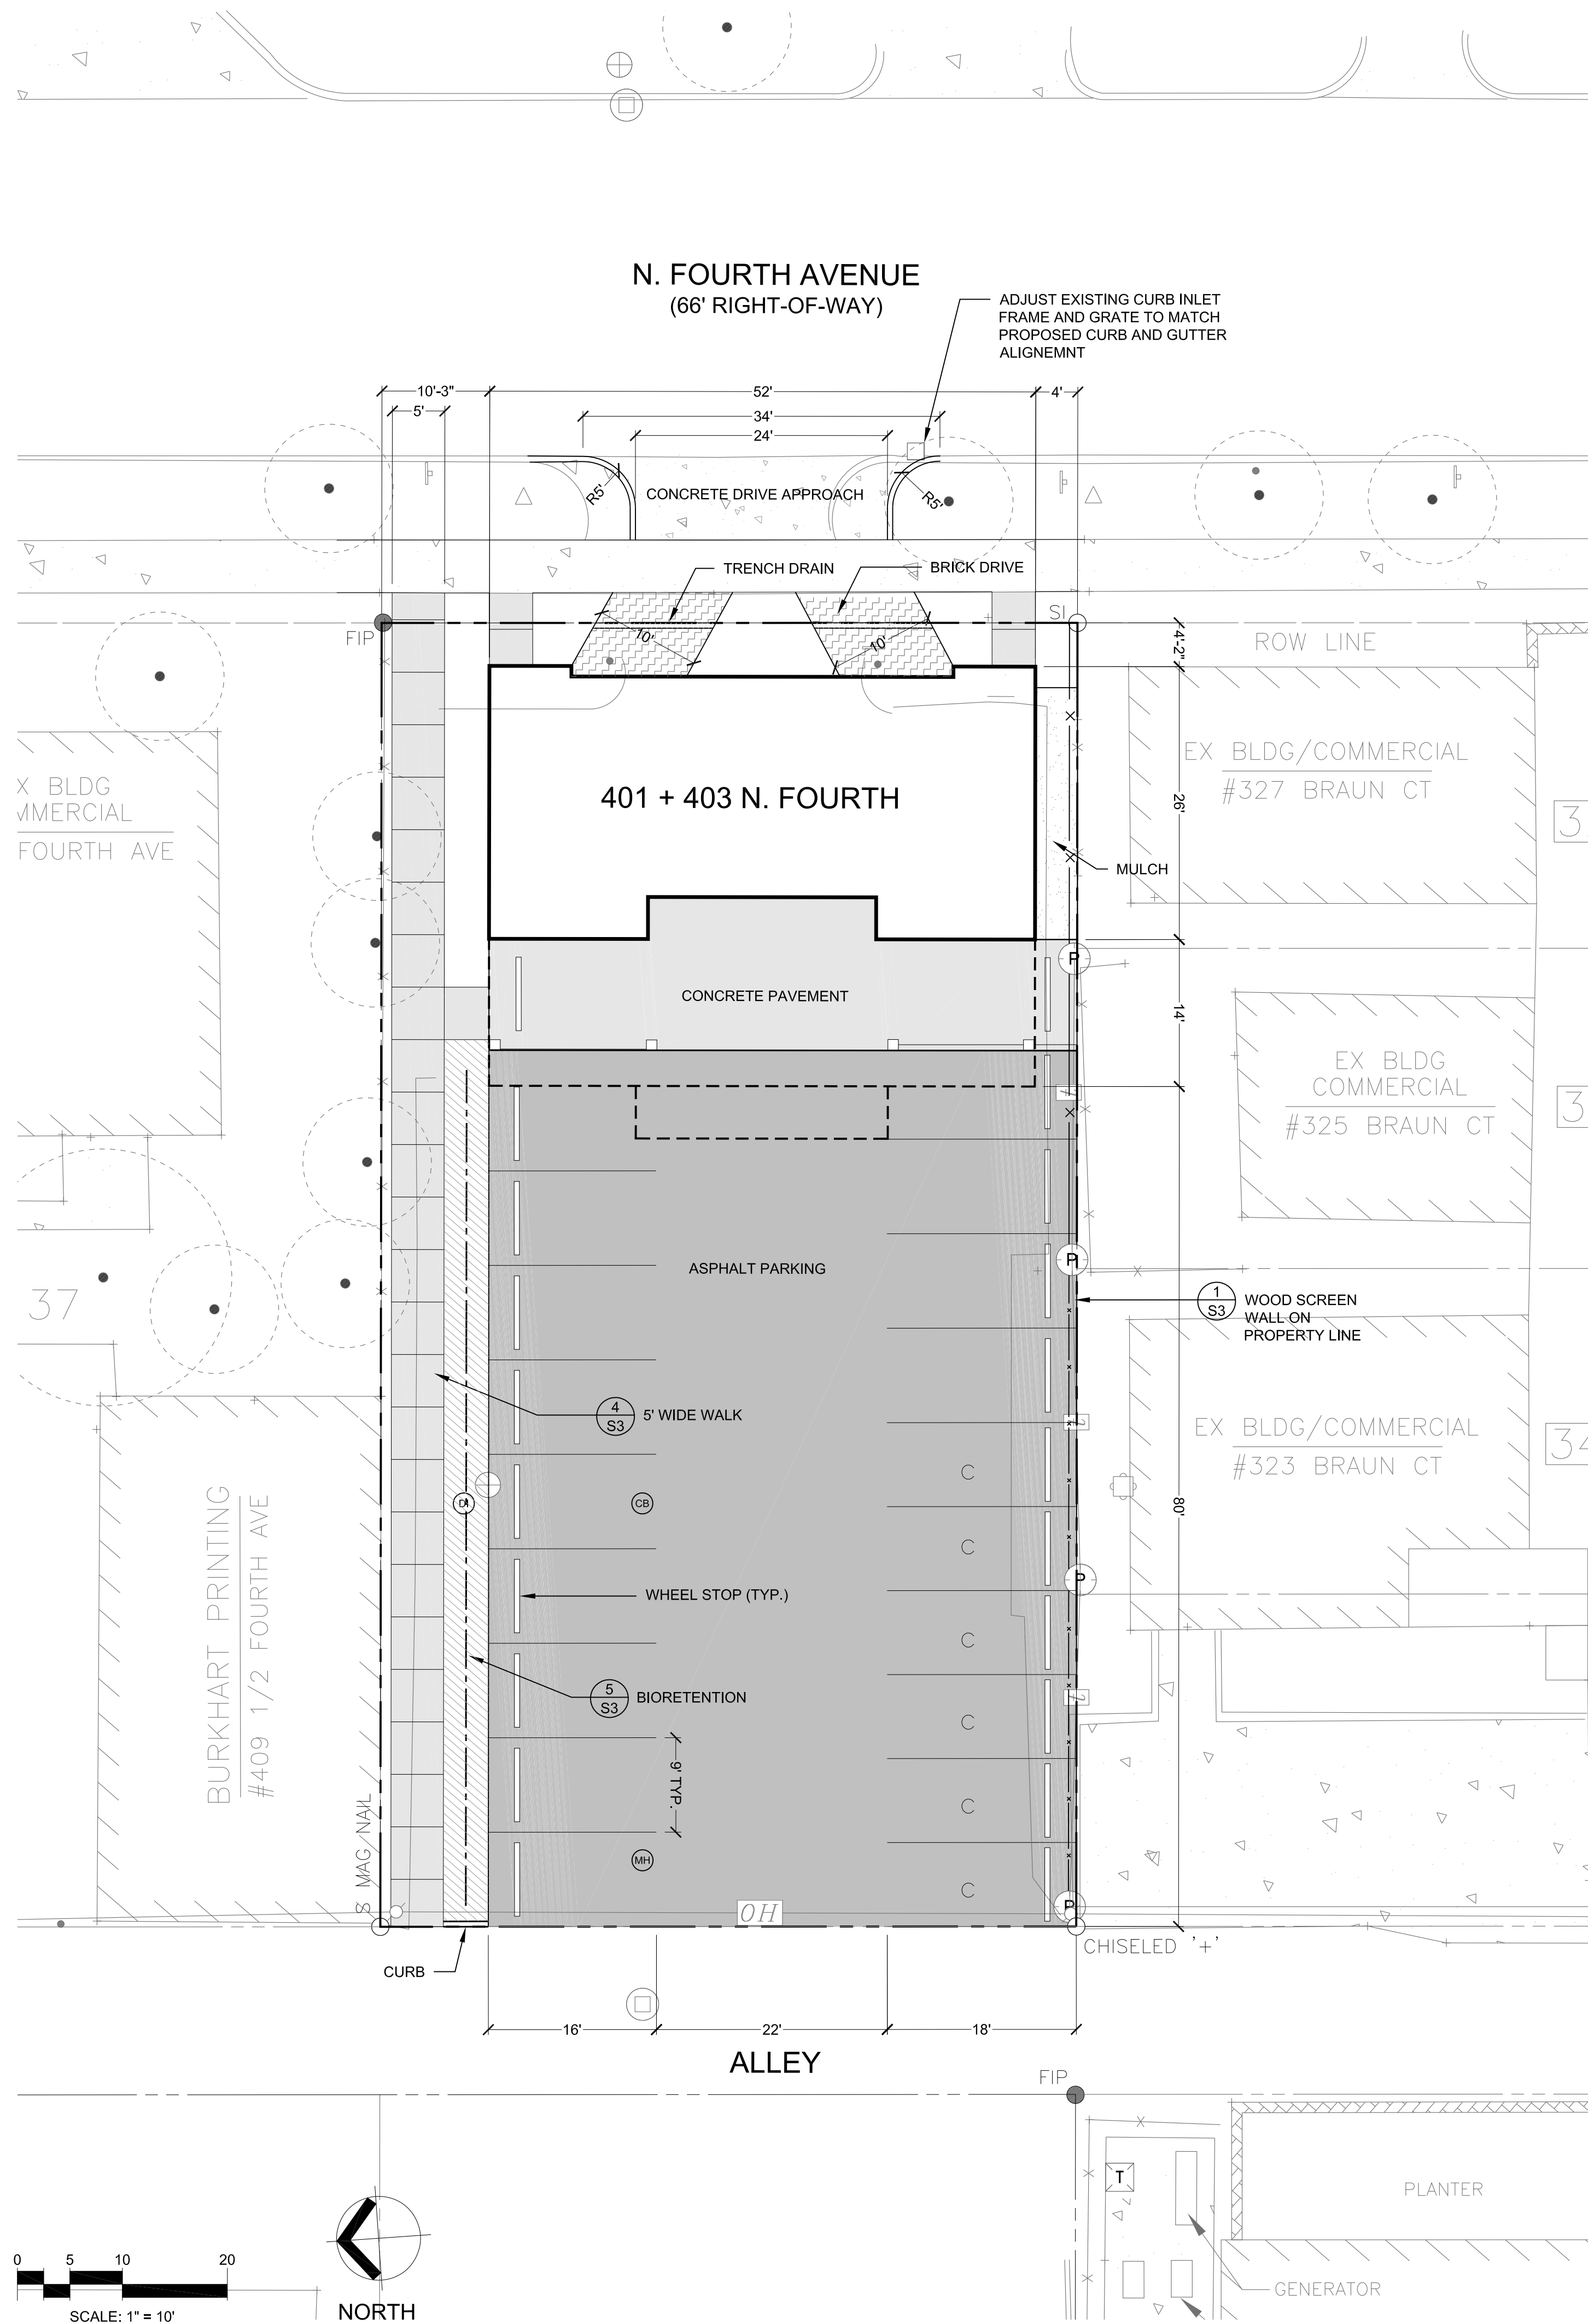 N. FOURTH AVENUE
(66' RIGHT-OF-WAY)
ADJUST EXISTING CURB INLET
FRAME AND GRATE TO MATCH
PROPOSED CURB AND GUTTER
ALIGNEMNT
10'-3"
52'
4'
5'
34'
24'
R5'
CONCRETE DRIVE APPROACH
R5'
TRENCH DRAIN
BRICK DRIVE
FIP
10'
10'
SI
4'-2"
ROW LINE
X BLDG
MMERCIAL
FOURTH AVE
401 + 403 N. FOURTH
26'
EX BLDG/COMMERCIAL
#327 BRAUN CT
3
MULCH
P
CONCRETE PAVEMENT
14'
EX BLDG
COMMERCIAL
#325 BRAUN CT
3
ASPHALT PARKING
P
37
1
S3
WOOD SCREEN
WALL ON
PROPERTY LINE
4
S3
5' WIDE WALK
EX BLDG/COMMERCIAL
#323 BRAUN CT
34
C
BURKHART PRINTING
#409 1/2 FOURTH AVE
CB
80'
C
P
WHEEL STOP (TYP.)
C
5
S3
BIORETENTION
C
9' TYP.
C
S MAG NAIL
MH
C
P
OH
CHISELED '+'
CURB
16'
22'
18'
ALLEY
FIP
T
PLANTER
GENERATOR
0
5
10
20
SCALE: 1" = 10'
NORTH